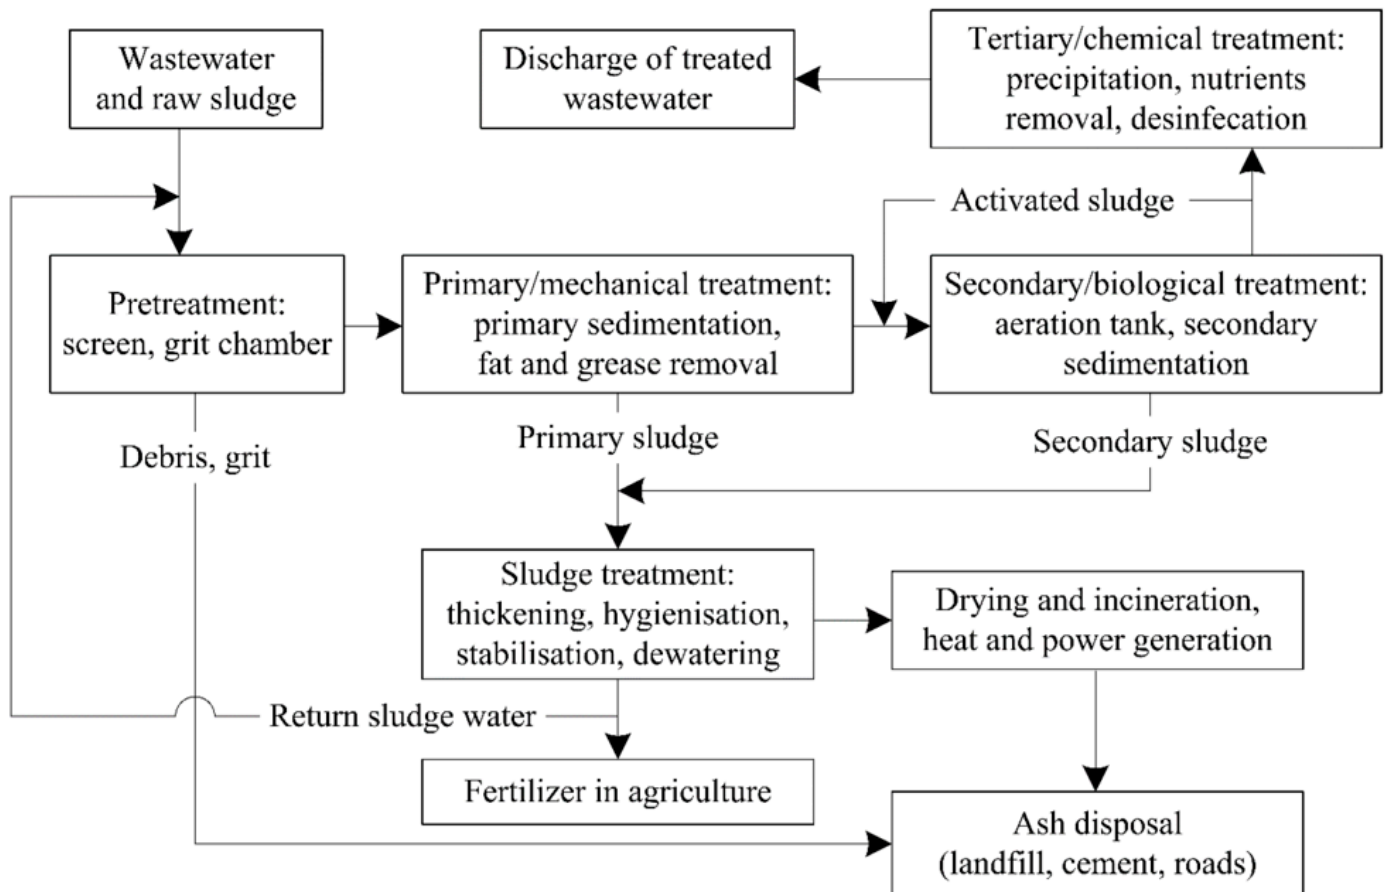 Wastewater
and raw sludge
Discharge of treated
wastewater
Tertiary/chemical treatment:
precipitation, nutrients
removal, desinfecation
Activated sludge
Pretreatment:
screen, grit chamber
Primary/mechanical treatment:
primary sedimentation,
fat and grease removal
Secondary/biological treatment:
aeration tank, secondary
sedimentation
Debris, grit
Primary sludge
Secondary sludge
Sludge treatment:
thickening, hygienisation,
stabilisation, dewatering
Drying and incineration,
heat and power generation
Return sludge water
Fertilizer in agriculture
Ash disposal
(landfill, cement, roads)